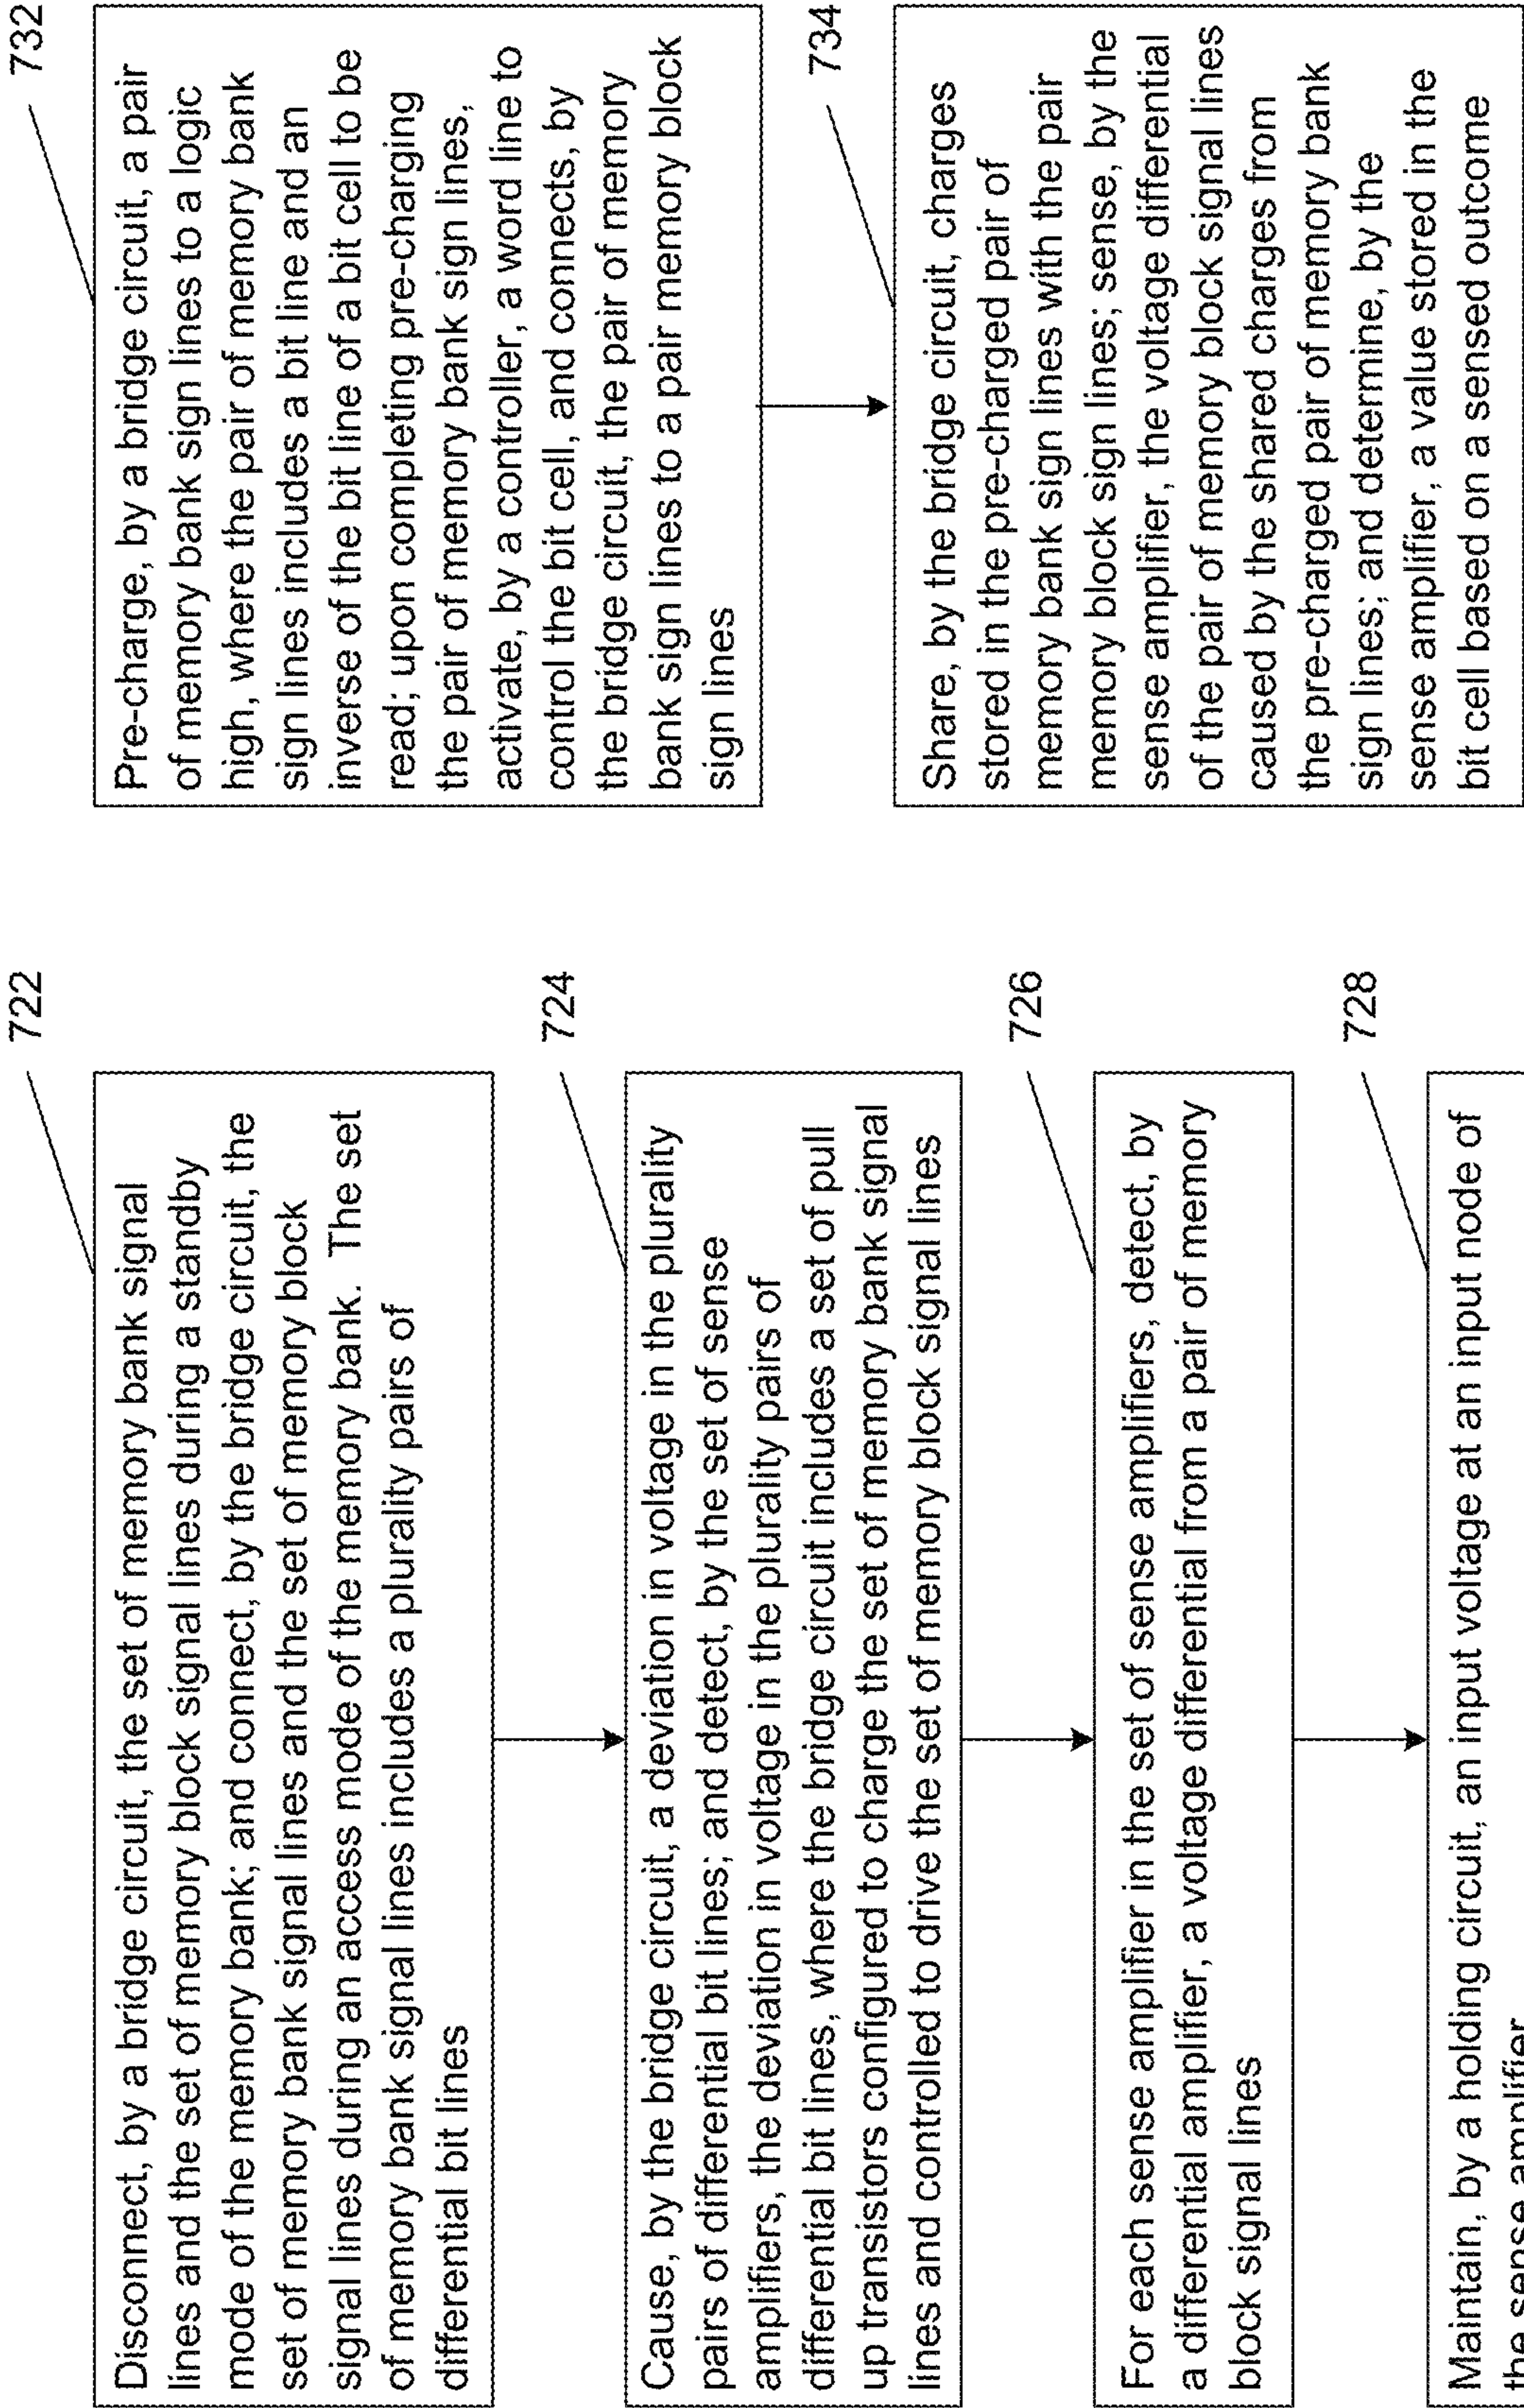 722
Disconnect, by a bridge circuit, the set of memory bank signal
lines and the set of memory block signal lines during a standby
mode of the memory bank; and connect, by the bridge circuit, the
set of memory bank signal lines and the set of memory block
signal lines during an access mode of the memory bank. The set
of memory bank signal lines includes a plurality pairs of
differential bit lines
724
Cause, by the bridge circuit, a deviation in voltage in the plurality
pairs of differential bit lines; and detect, by the set of sense
amplifiers, the deviation in voltage in the plurality pairs of
differential bit lines, where the bridge circuit includes a set of pull
up transistors configured to charge the set of memory bank signal
lines and controlled to drive the set of memory block signal lines
726
For each sense amplifier in the set of sense amplifiers, detect, by
a differential amplifier, a voltage differential from a pair of memory
block signal lines
728
Maintain, by a holding circuit, an input voltage at an input node of
the sense amplifier
732
Pre-charge, by a bridge circuit, a pair
of memory bank sign lines to a logic
high, where the pair of memory bank
sign lines includes a bit line and an
inverse of the bit line of a bit cell to be
read; upon completing pre-charging
the pair of memory bank sign lines,
activate, by a controller, a word line to
control the bit cell, and connects, by
the bridge circuit, the pair of memory
bank sign lines to a pair memory block
sign lines
734
Share, by the bridge circuit, charges
stored in the pre-charged pair of
memory bank sign lines with the pair
memory block sign lines; sense, by the
sense amplifier, the voltage differential
of the pair of memory block signal lines
caused by the shared charges from
the pre-charged pair of memory bank
sign lines; and determine, by the
sense amplifier, a value stored in the
bit cell based on a sensed outcome